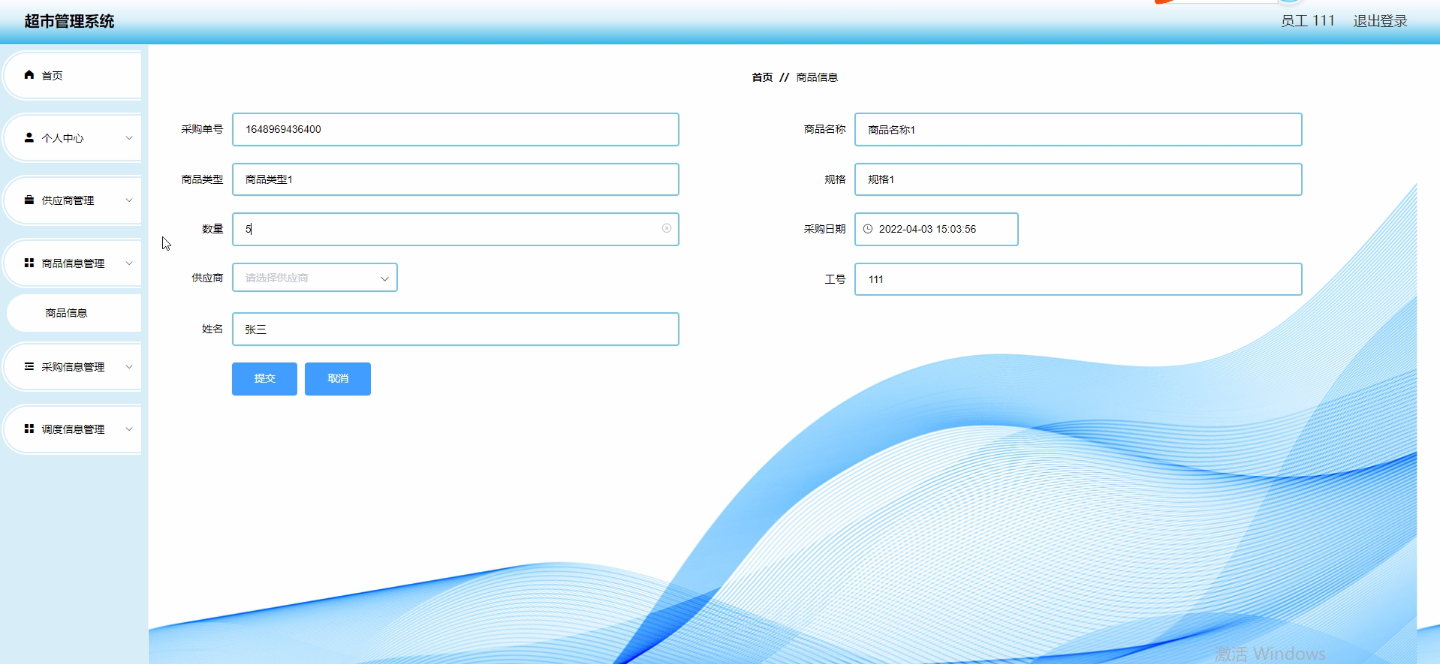 超市管理系统
员工 111 退出登录
首页
个人中心
供应商管理
商品信息管理
商品信息
采购信息管理
调度信息管理
首页 // 商品信息
采购单号 1648969436400
商品名称 商品名称1
商品类型 商品类型1
规格 规格1
数量 5
采购日期 2022-04-03 15:03:56
供应商 请选择供应商
工号 111
姓名 张三
提交 取消
激活 Windows